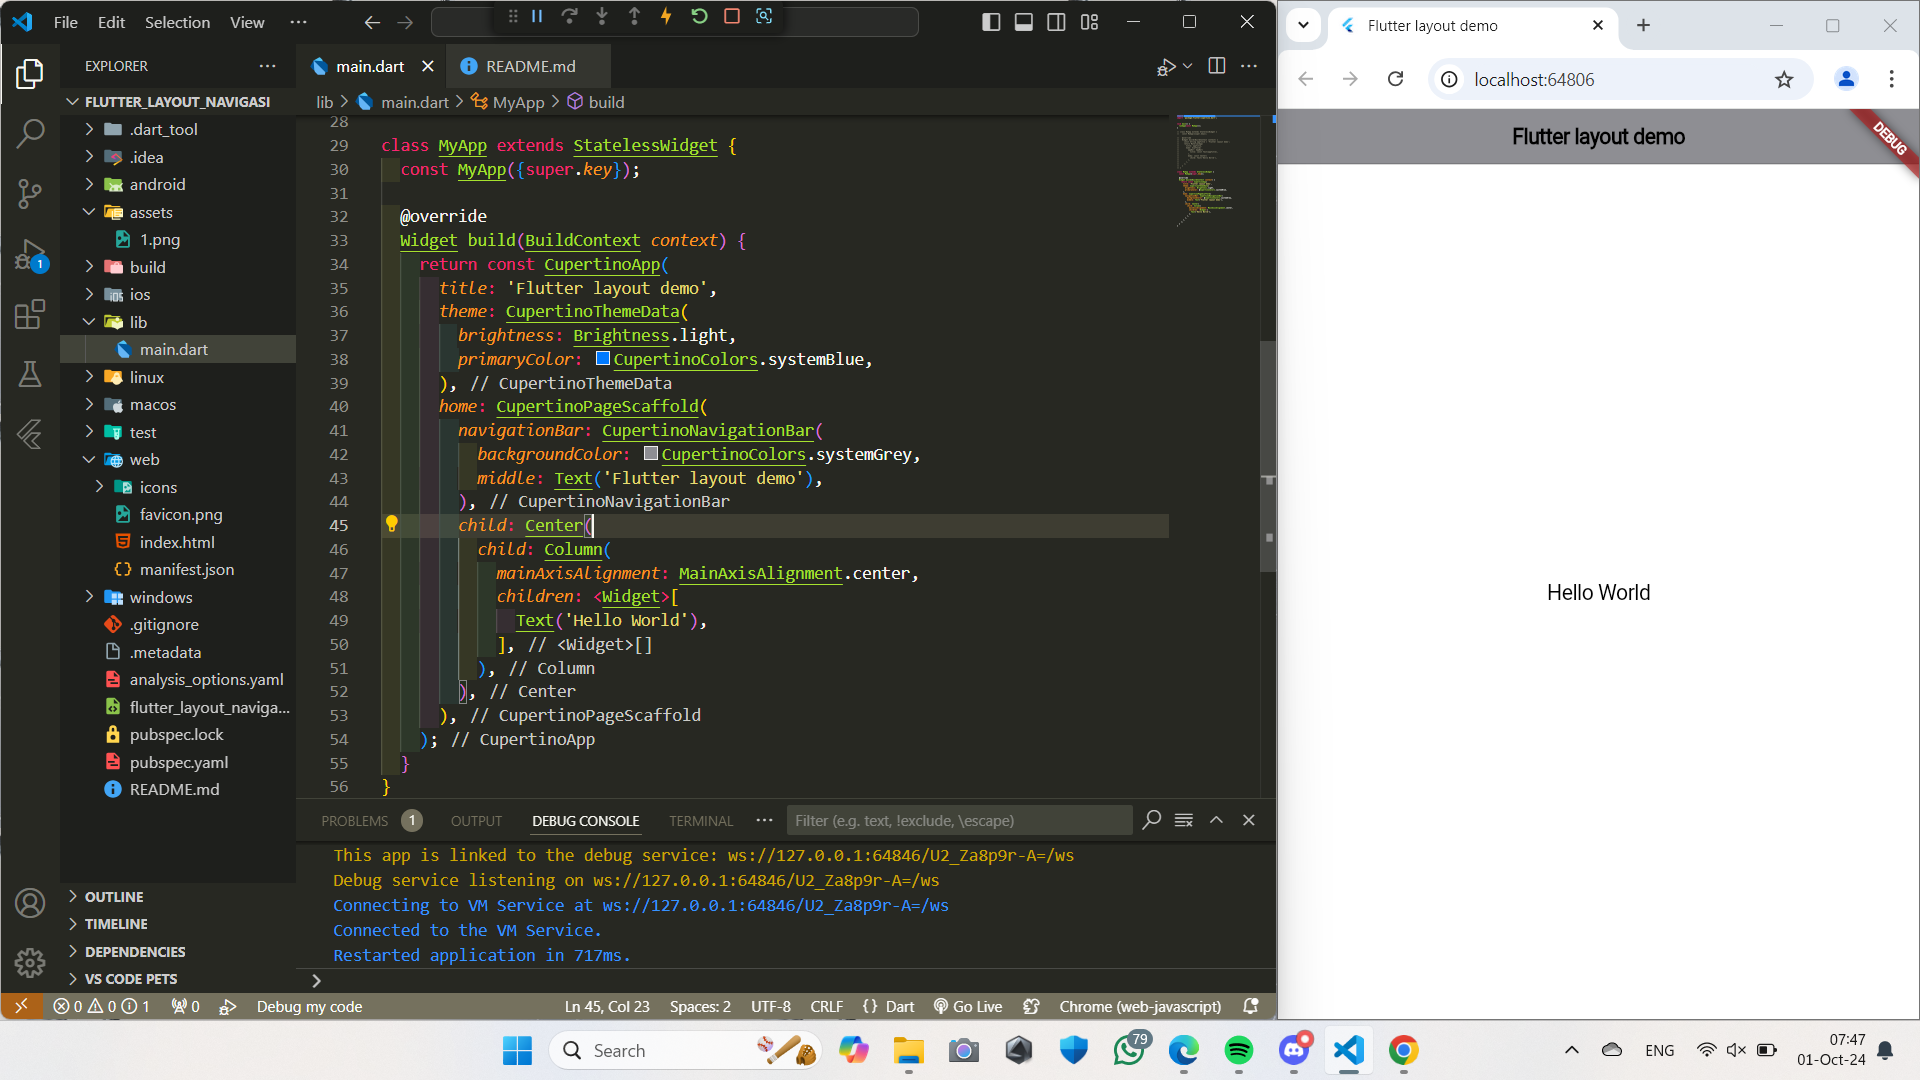 File Edit Selection View
EXPLORER
main.dart
README.md
FLUTTER_LAYOUT_NAVIGASI
lib > main.dart > MyApp > build
.dart_tool
.idea
android
assets
1.png
build
ios
lib
main.dart
linux
macos
test
web
icons
favicon.png
index.html
manifest.json
windows
.gitignore
.metadata
analysis_options.yaml
flutter_layout_naviga...
pubspec.lock
pubspec.yaml
README.md
OUTLINE
TIMELINE
DEPENDENCIES
VS CODE PETS
1
28
29 class MyApp extends StatelessWidget {
30 const MyApp({super.key});
31
32 @override
33 Widget build(BuildContext context) {
34 return const CupertinoApp(
35 title: 'Flutter layout demo',
36 theme: CupertinoThemeData(
37 brightness: Brightness.light,
38 primaryColor: CupertinoColors.systemBlue,
39 ), // CupertinoThemeData
40 home: CupertinoPageScaffold(
41 navigationBar: CupertinoNavigationBar(
42 backgroundColor: CupertinoColors.systemGrey,
43 middle: Text('Flutter layout demo'),
44 ), // CupertinoNavigationBar
45 child: Center(
46 child: Column(
47 mainAxisAlignment: MainAxisAlignment.center,
48 children: <Widget>[
49 Text('Hello World'),
50 ], // <Widget>[]
51 ), // Column
52 ), // Center
53 ), // CupertinoPageScaffold
54 ); // CupertinoApp
55 }
56 }
PROBLEMS 1 OUTPUT DEBUG CONSOLE TERMINAL
Filter (e.g. text, !exclude, \escape)
This app is linked to the debug service: ws://127.0.0.1:64846/U2_Za8p9r-A=/ws
Debug service listening on ws://127.0.0.1:64846/U2_Za8p9r-A=/ws
Connecting to VM Service at ws://127.0.0.1:64846/U2_Za8p9r-A=/ws
Connected to the VM Service.
Restarted application in 717ms.
0 0 1 0 Debug my code
Ln 45, Col 23 Spaces: 2 UTF-8 CRLF {} Dart Go Live Chrome (web-javascript)
Flutter layout demo
localhost:64806
Flutter layout demo
DEBUG
Hello World
Search
79
ENG
07:47
01-Oct-24